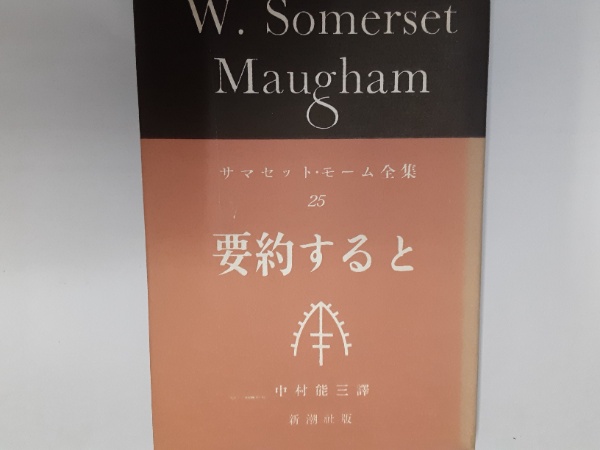 W. Somerset
Maugham
サマセット・モーム全集
25
要約すると
中村能三譯
新潮社版